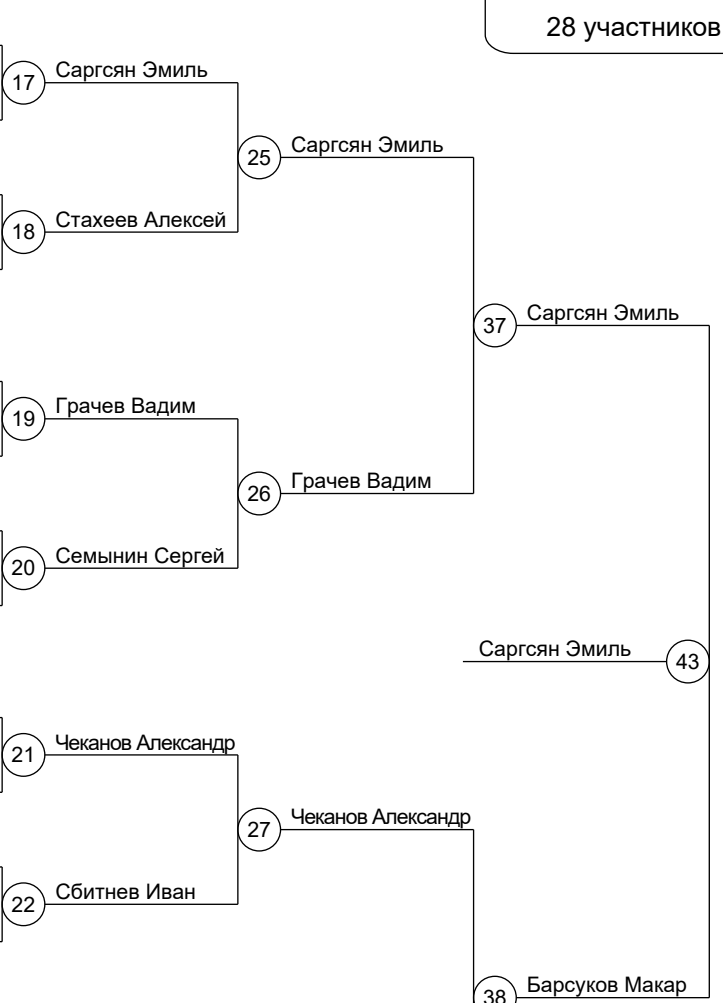 28 участников
17 Саргсян Эмиль
25 Саргсян Эмиль
18 Стахеев Алексей
37 Саргсян Эмиль
19 Грачев Вадим
26 Грачев Вадим
20 Семынин Сергей
Саргсян Эмиль 43
21 Чеканов Александр
27 Чеканов Александр
22 Сбитнев Иван
38 Барсуков Макар